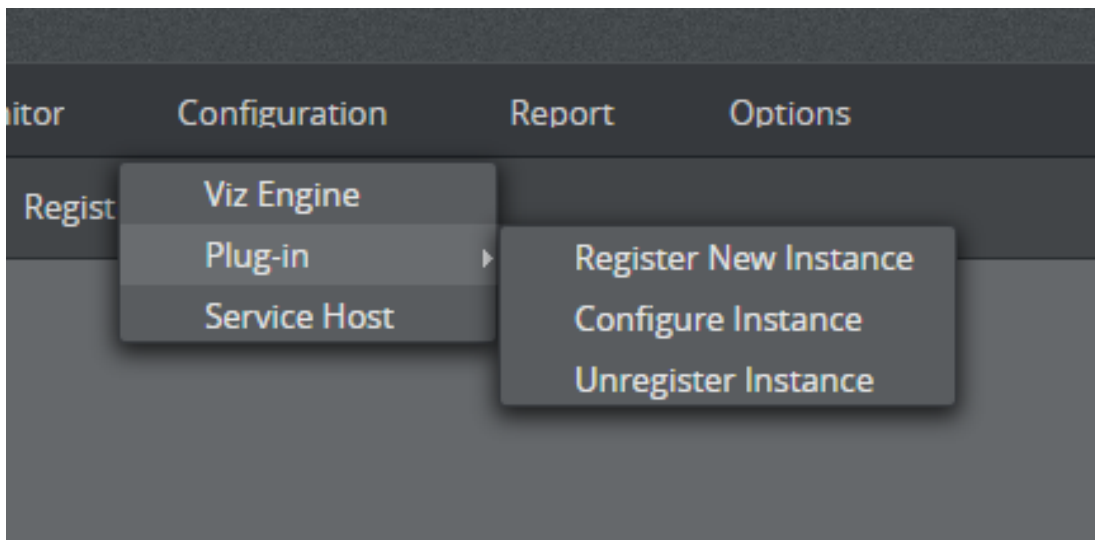 itor Configuration Report Options
Regist
Viz Engine
Plug-in
Service Host
Register New Instance
Configure Instance
Unregister Instance